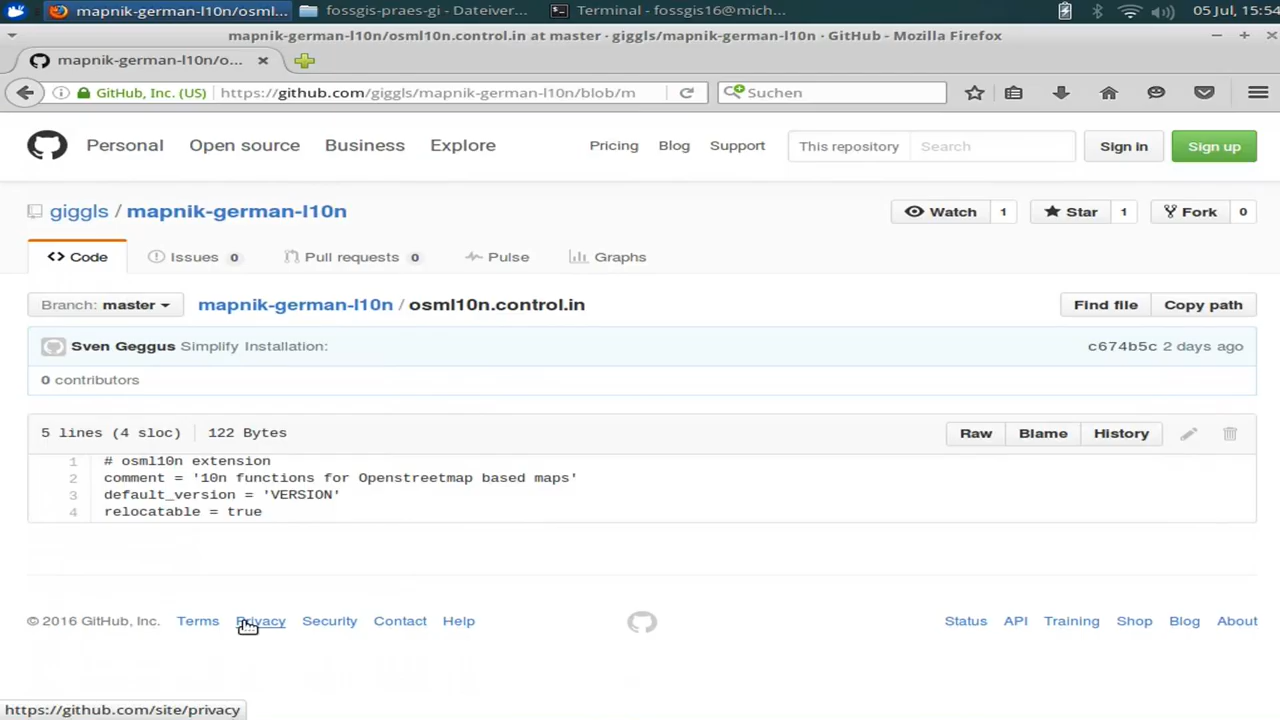 mapnik-german-l10n/osml... fossgis-praes-gi - Dateiver... Terminal - fossgis16@mich... 05 Jul, 15:54
mapnik-german-l10n/osml10n.control.in at master · giggls/mapnik-german-l10n · GitHub - Mozilla Firefox
mapnik-german-l10n/o...
GitHub, Inc. (US) https://github.com/giggls/mapnik-german-l10n/blob/m Suchen
Personal Open source Business Explore Pricing Blog Support This repository Search Sign in Sign up
giggls / mapnik-german-l10n Watch 1 Star 1 Fork 0
Code Issues 0 Pull requests 0 Pulse Graphs
Branch: master mapnik-german-l10n / osml10n.control.in Find file Copy path
Sven Geggus Simplify Installation: c674b5c 2 days ago
0 contributors
5 lines (4 sloc) 122 Bytes Raw Blame History
1 # osml10n extension
2 comment = '10n functions for Openstreetmap based maps'
3 default_version = 'VERSION'
4 relocatable = true
© 2016 GitHub, Inc. Terms Privacy Security Contact Help Status API Training Shop Blog About
https://github.com/site/privacy